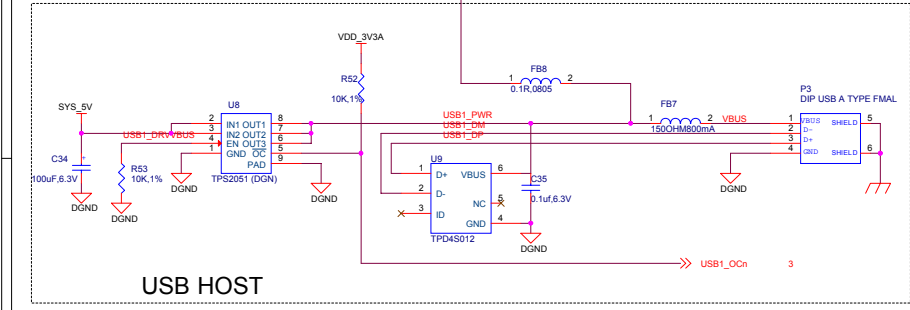 VDD_3V3A
FB8
1
2
0.1R,0805
R52
10K,1%
P3
DIP USB A TYPE FMAL
SYS_5V
U8
FB7
2 IN1 OUT1 8
3 IN2 OUT2 7
4 EN OUT3 6
1 GND OC 5
PAD 9
TPS2051 (DGN)
USB1_DRVVBUS
USB1_PWR
USB1_DM
USB1_DP
1
2
150OHM800mA
VBUS
1 VBUS SHIELD 5
2 D-
3 D+
4 GND SHIELD 6
C34
+
100uF,6.3V
R53
10K,1%
DGND
DGND
DGND
DGND
U9
1 D+ VBUS 6
2 D-
NC 5
3 ID
GND 4
TPD4S012
C35
0.1uf,6.3V
DGND
DGND
USB1_OCn
3
USB HOST